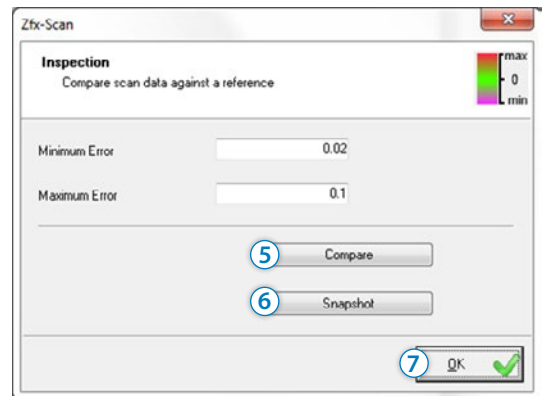 Zfx-Scan
Inspection
Compare scan data against a reference
max
0
min
Minimum Error 0.02
Maximum Error 0.1
5 Compare
6 Snapshot
7 OK